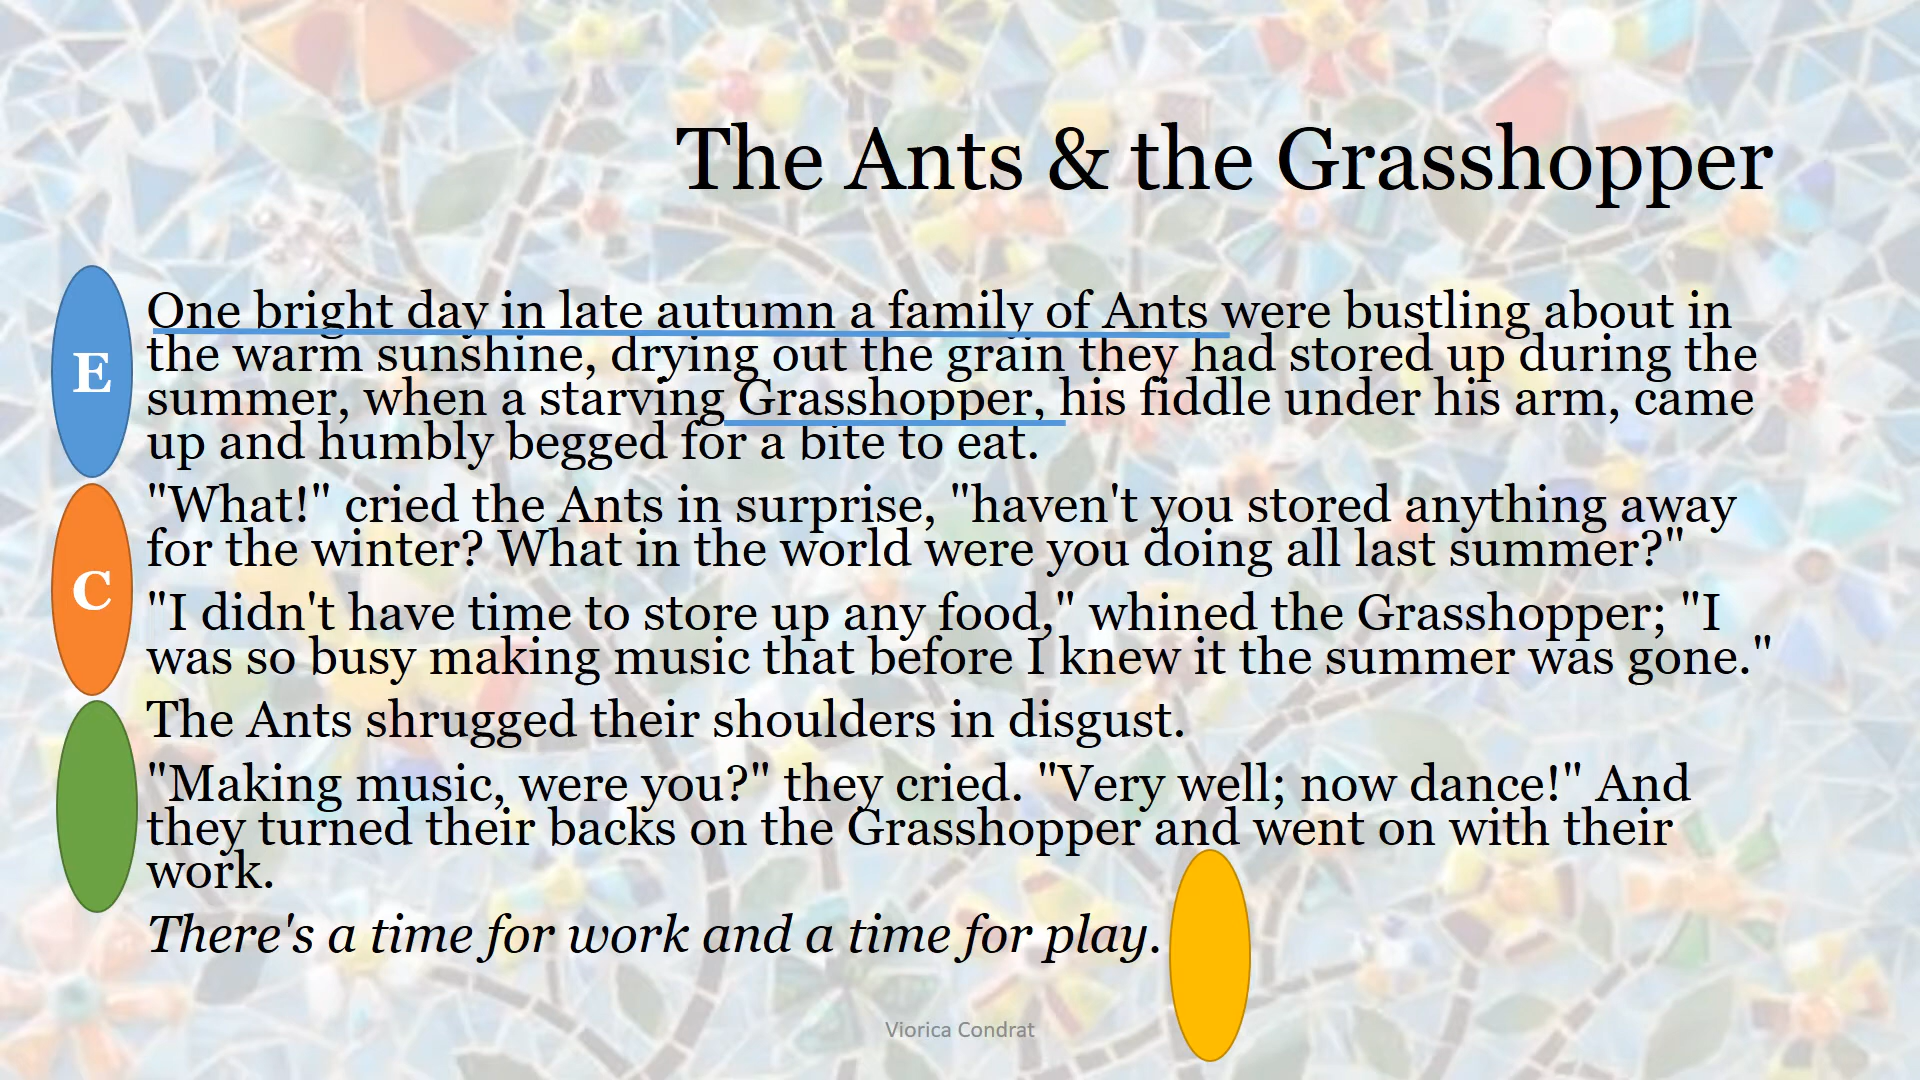 The Ants & the Grasshopper
One bright day in late autumn a family of Ants were bustling about in
the warm sunshine, drying out the grain they had stored up during the
summer, when a starving Grasshopper, his fiddle under his arm, came
up and humbly begged for a bite to eat.
"What!" cried the Ants in surprise, "haven't you stored anything away
for the winter? What in the world were you doing all last summer?"
"I didn't have time to store up any food," whined the Grasshopper; "I
was so busy making music that before I knew it the summer was gone."
The Ants shrugged their shoulders in disgust.
"Making music, were you?" they cried. "Very well; now dance!" And
they turned their backs on the Grasshopper and went on with their
work.
There's a time for work and a time for play.
E
C
Viorica Condrat